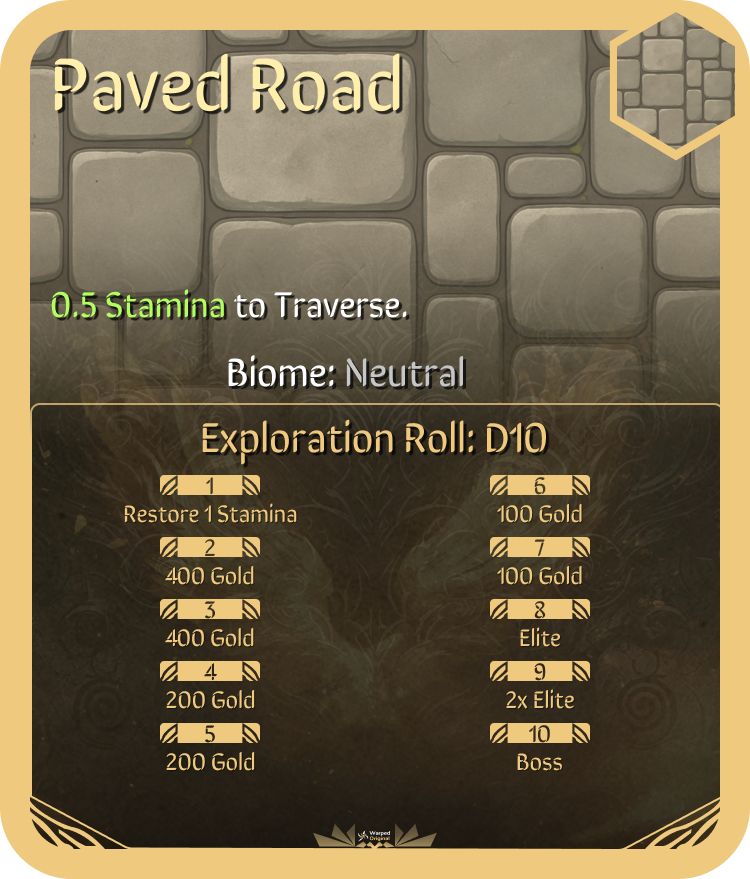 Paved Road
0.5 Stamina to Traverse.
Biome: Neutral
Exploration Roll: D10
1
Restore 1 Stamina
2
400 Gold
3
400 Gold
4
200 Gold
5
200 Gold
6
100 Gold
7
100 Gold
8
Elite
9
2x Elite
10
Boss
Warped
Original